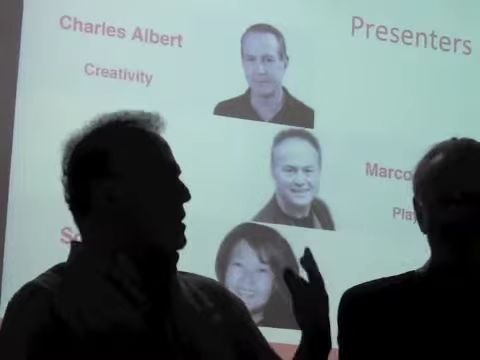 Presenters
Charles Albert
Creativity
Marco
Play